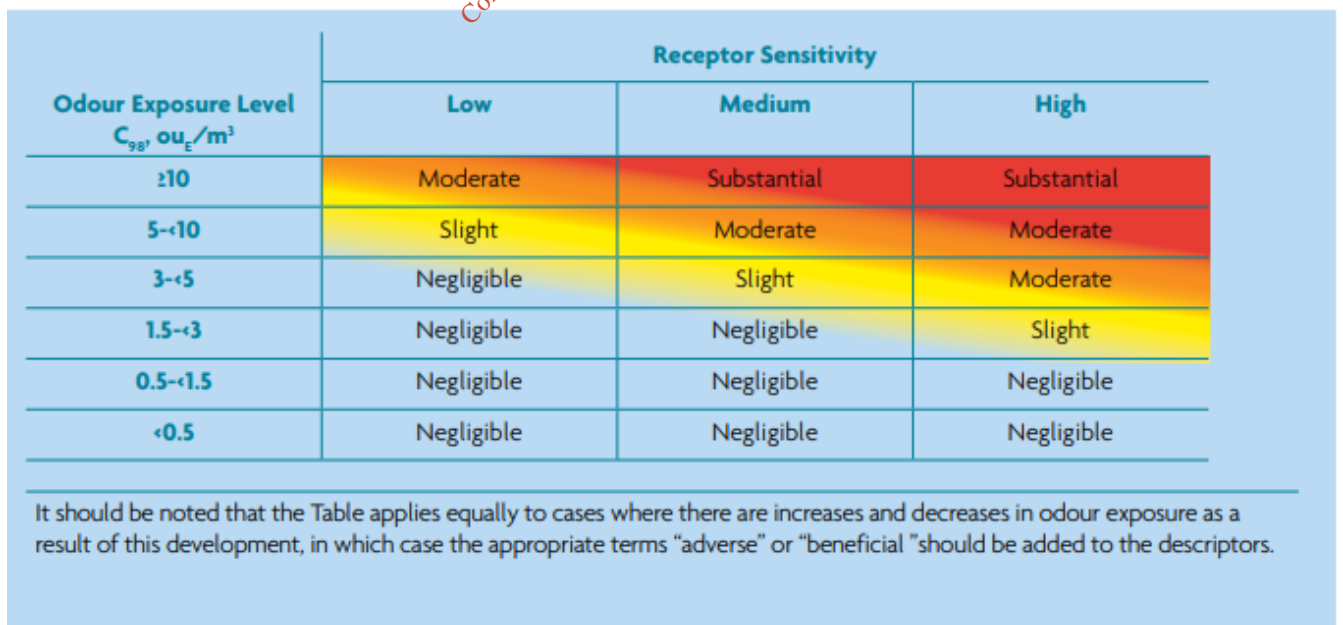 Co
Receptor Sensitivity
Odour Exposure Level Low Medium High
C98, ouE/m³
≥10 Moderate Substantial Substantial
5-<10 Slight Moderate Moderate
3-<5 Negligible Slight Moderate
1.5-<3 Negligible Negligible Slight
0.5-<1.5 Negligible Negligible Negligible
<0.5 Negligible Negligible Negligible
It should be noted that the Table applies equally to cases where there are increases and decreases in odour exposure as a
result of this development, in which case the appropriate terms “adverse” or “beneficial ”should be added to the descriptors.